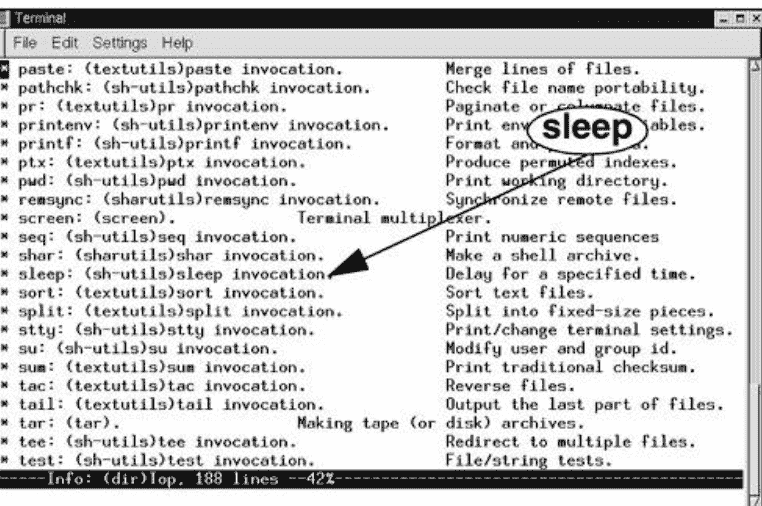 Terminal
File Edit Settings Help
* paste: (textutils)paste invocation. Merge lines of files.
* pathchk: (sh-utils)pathchk invocation. Check file name portability.
* pr: (textutils)pr invocation. Paginate or columnate files.
* printenv: (sh-utils)printenv invocation. Print
* printf: (sh-utils)printf invocation. Format and
sleep
* ptx: (textutils)ptx invocation. Produce permuted indexes.
* pwd: (sh-utils)pwd invocation. Print working directory.
* remsync: (sharutils)remsync invocation. Synchronize remote files.
* screen: (screen). Terminal multiplexer.
* seq: (sh-utils)seq invocation. Print numeric sequences
* shar: (sharutils)shar invocation. Make a shell archive.
* sleep: (sh-utils)sleep invocation. Delay for a specified time.
* sort: (textutils)sort invocation. Sort text files.
* split: (textutils)split invocation. Split into fixed-size pieces.
* stty: (sh-utils)stty invocation. Print/change terminal settings.
* su: (sh-utils)su invocation. Modify user and group id.
* sum: (textutils)sum invocation. Print traditional checksum.
* tac: (textutils)tac invocation. Reverse files.
* tail: (textutils)tail invocation. Output the last part of files.
* tar: (tar). Making tape (or disk) archives.
* tee: (sh-utils)tee invocation. Redirect to multiple files.
* test: (sh-utils)test invocation. File/string tests.
-----Info: (dir)Top, 188 lines --42%-----